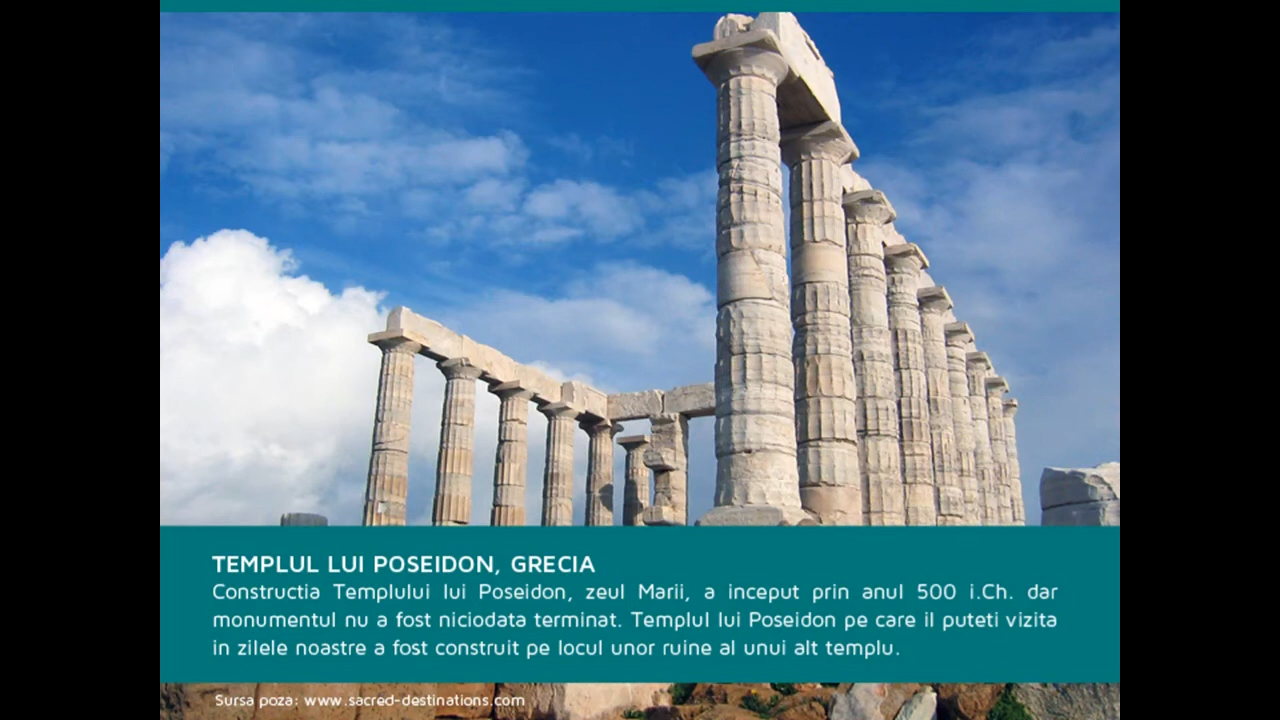 TEMPLUL LUI POSEIDON, GRECIA
Constructia Templului lui Poseidon, zeul Marii, a inceput prin anul 500 i.Ch. dar
monumentul nu a fost niciodata terminat. Templul lui Poseidon pe care il puteti vizita
in zilele noastre a fost construit pe locul unor ruine al unui alt templu.
Sursa poza: www.sacred-destinations.com